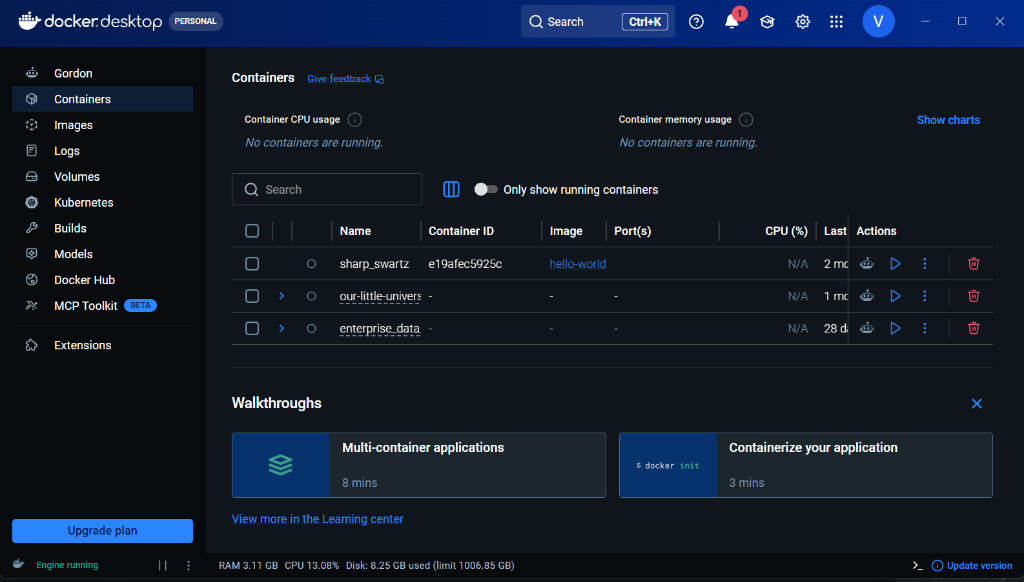 docker.desktop PERSONAL Search Ctrl+K 1 V
Gordon
Containers
Images
Logs
Volumes
Kubernetes
Builds
Models
Docker Hub
MCP Toolkit BETA
Extensions
Upgrade plan
Containers Give feedback
Container CPU usage
No containers are running.
Container memory usage
No containers are running.
Show charts
Search
Only show running containers
Name Container ID Image Port(s) CPU (%) Last Actions
sharp_swartz e19afec5925c hello-world N/A 2 mo
our-little-univers - - - N/A 1 mo
enterprise_data_ - - - N/A 28 da
Walkthroughs
Multi-container applications
8 mins
$ docker init
Containerize your application
3 mins
View more in the Learning center
Engine running RAM 3.11 GB CPU 13.08% Disk: 8.25 GB used (limit 1006.85 GB) >_ Update version